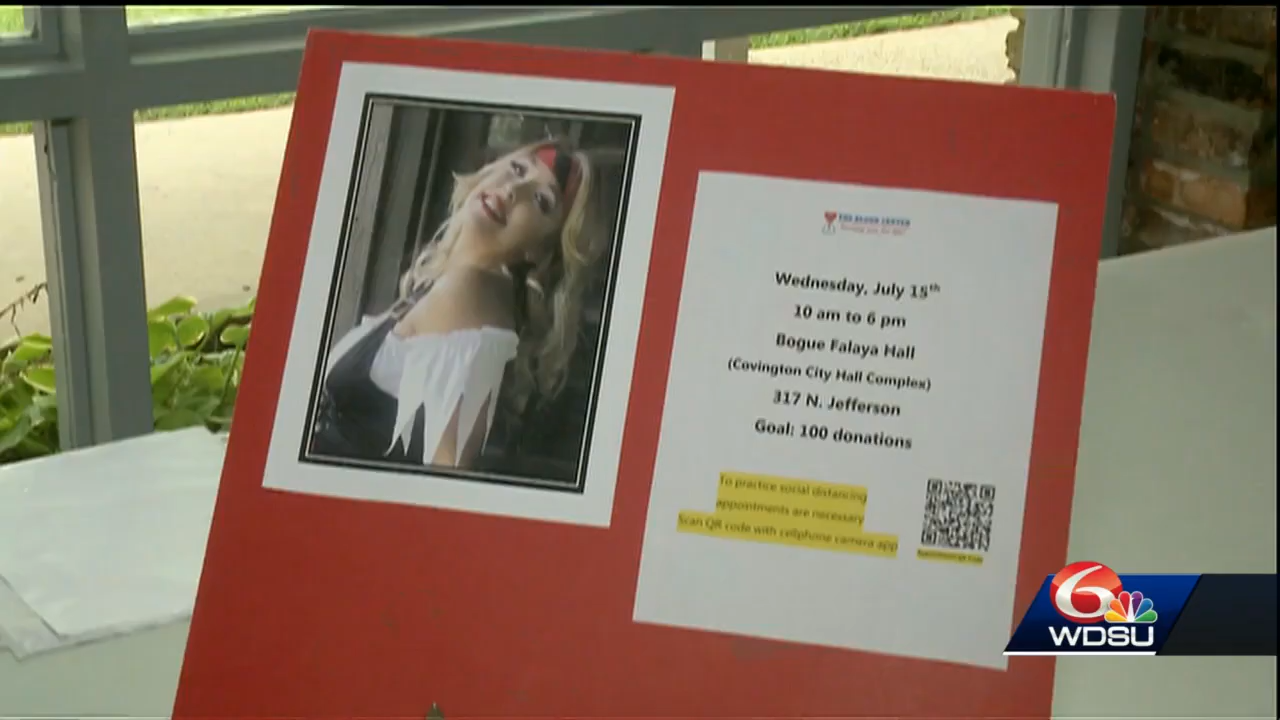 THE BLOOD CENTER
Wednesday, July 15th
10 am to 6 pm
Bogue Falaya Hall
(Covington City Hall Complex)
317 N. Jefferson
Goal: 100 donations
To practice social distancing
appointments are necessary
Scan QR code with cellphone camera app
6
WDSU